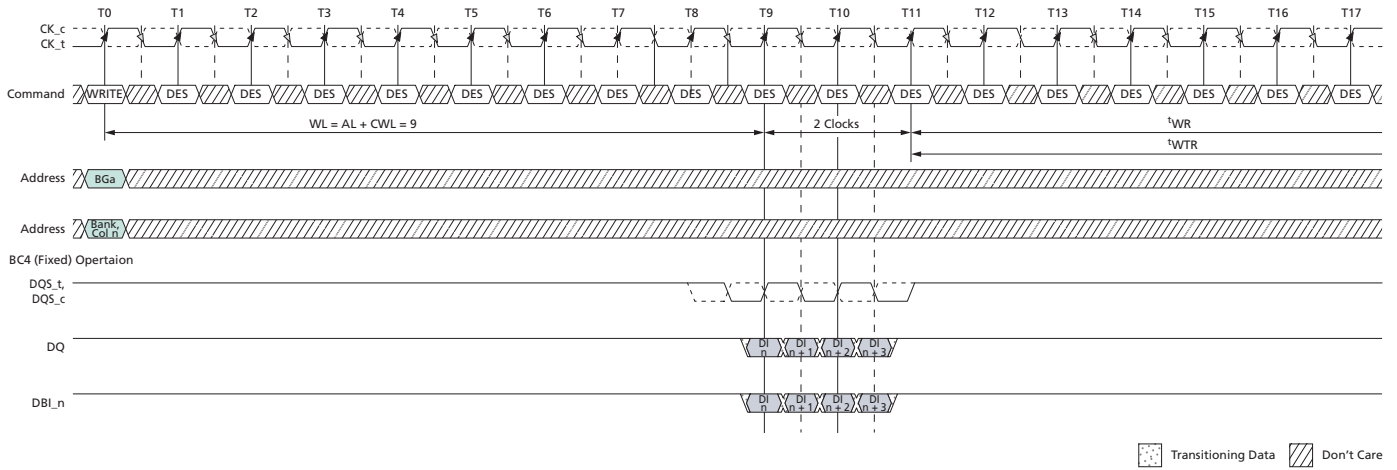 T0 T1 T2 T3 T4 T5 T6 T7 T8 T9 T10 T11 T12 T13 T14 T15 T16 T17
CK_c
CK_t
Command WRITE DES DES DES DES DES DES DES DES DES DES DES DES DES DES DES DES DES
WL = AL + CWL = 9 2 Clocks tWR
tWTR
Address BGa
Address Bank, Col n
BC4 (Fixed) Opertaion
DQS_t,
DQS_c
DQ DI n DI n + 1 DI n + 2 DI n + 3
DBI_n DI n DI n + 1 DI n + 2 DI n + 3
Transitioning Data Don't Care